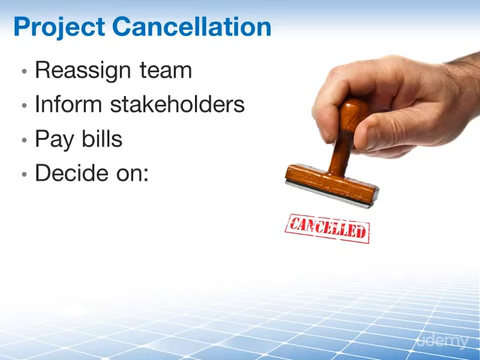 Project Cancellation
• Reassign team
• Inform stakeholders
• Pay bills
• Decide on:
CANCELLED
udemy